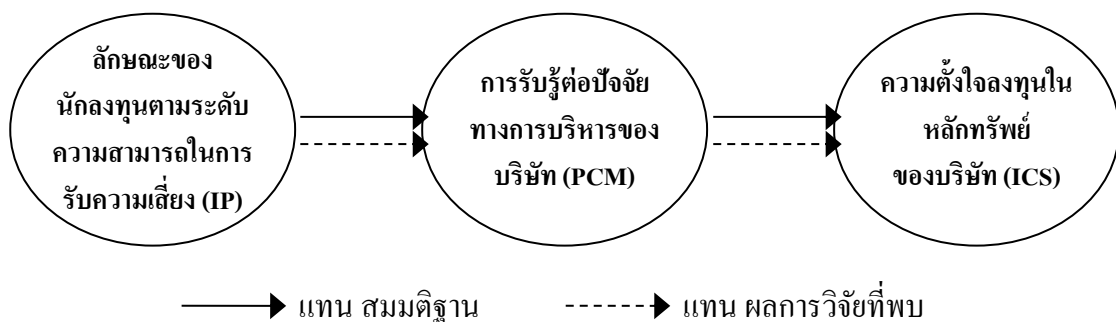 ลักษณะของ
นักลงทุนตามระดับ
ความสามารถในการ
รับความเสี่ยง (IP)
การรับรู้ต่อปัจจัย
ทางการบริหารของ
บริษัท (PCM)
ความตั้งใจลงทุนใน
หลักทรัพย์
ของบริษัท (ICS)
แทน สมมติฐาน
แทน ผลการวิจัยที่พบ